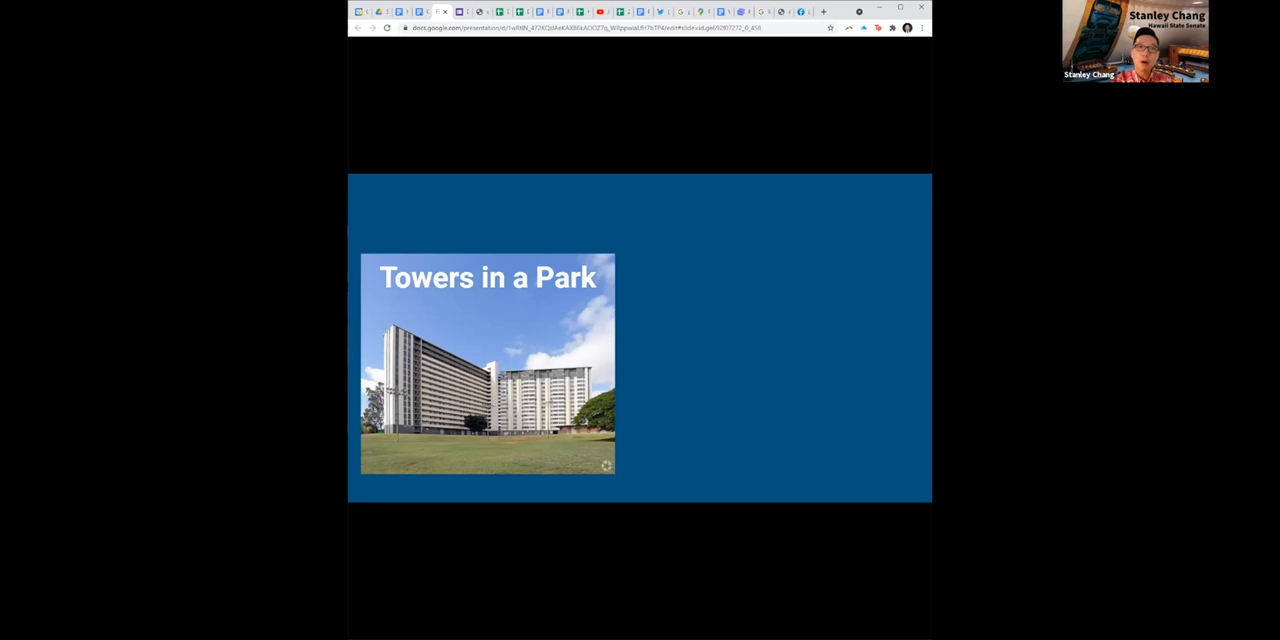 Stanley Chang
Hawaii State Senate
Stanley Chang
Towers in a Park